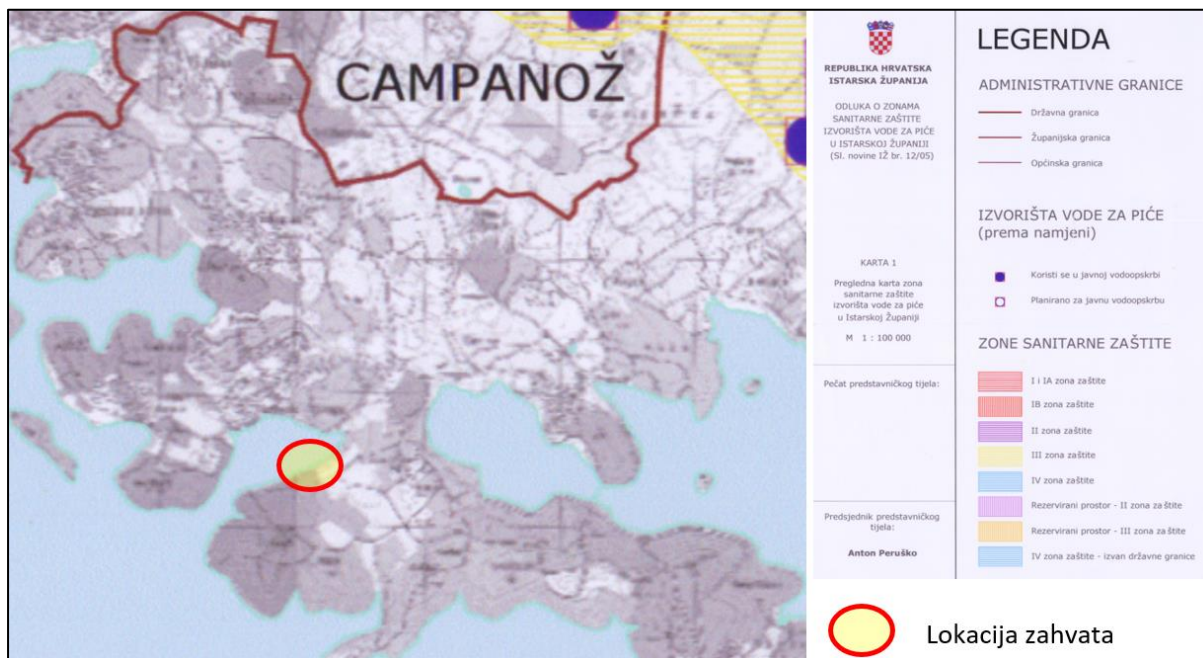 CAMPANOŽ
REPUBLIKA HRVATSKA
ISTARSKA ŽUPANIJA
ODLUKA O ZONAMA
SANITARNE ZAŠTITE
IZVORIŠTA VODE ZA PIĆE
U ISTARSKOJ ŽUPANIJI
(Sl. novine IŽ br. 12/05)
KARTA 1
Pregledna karta zona
sanitarne zaštite
izvorišta vode za piće
u Istarskoj Županiji
M 1 : 100 000
Pečat predstavničkog tijela:
Predsjednik predstavničkog
tijela:
Anton Peruško
LEGENDA
ADMINISTRATIVNE GRANICE
Državna granica
Županijska granica
Općinska granica
IZVORIŠTA VODE ZA PIĆE
(prema namjeni)
Koristi se u javnoj vodoopskrbi
Planirano za javnu vodoopskrbu
ZONE SANITARNE ZAŠTITE
I i IA zona zaštite
IB zona zaštite
II zona zaštite
III zona zaštite
IV zona zaštite
Rezervirani prostor - II zona zaštite
Rezervirani prostor - III zona zaštite
IV zona zaštite - izvan državne granice
Lokacija zahvata